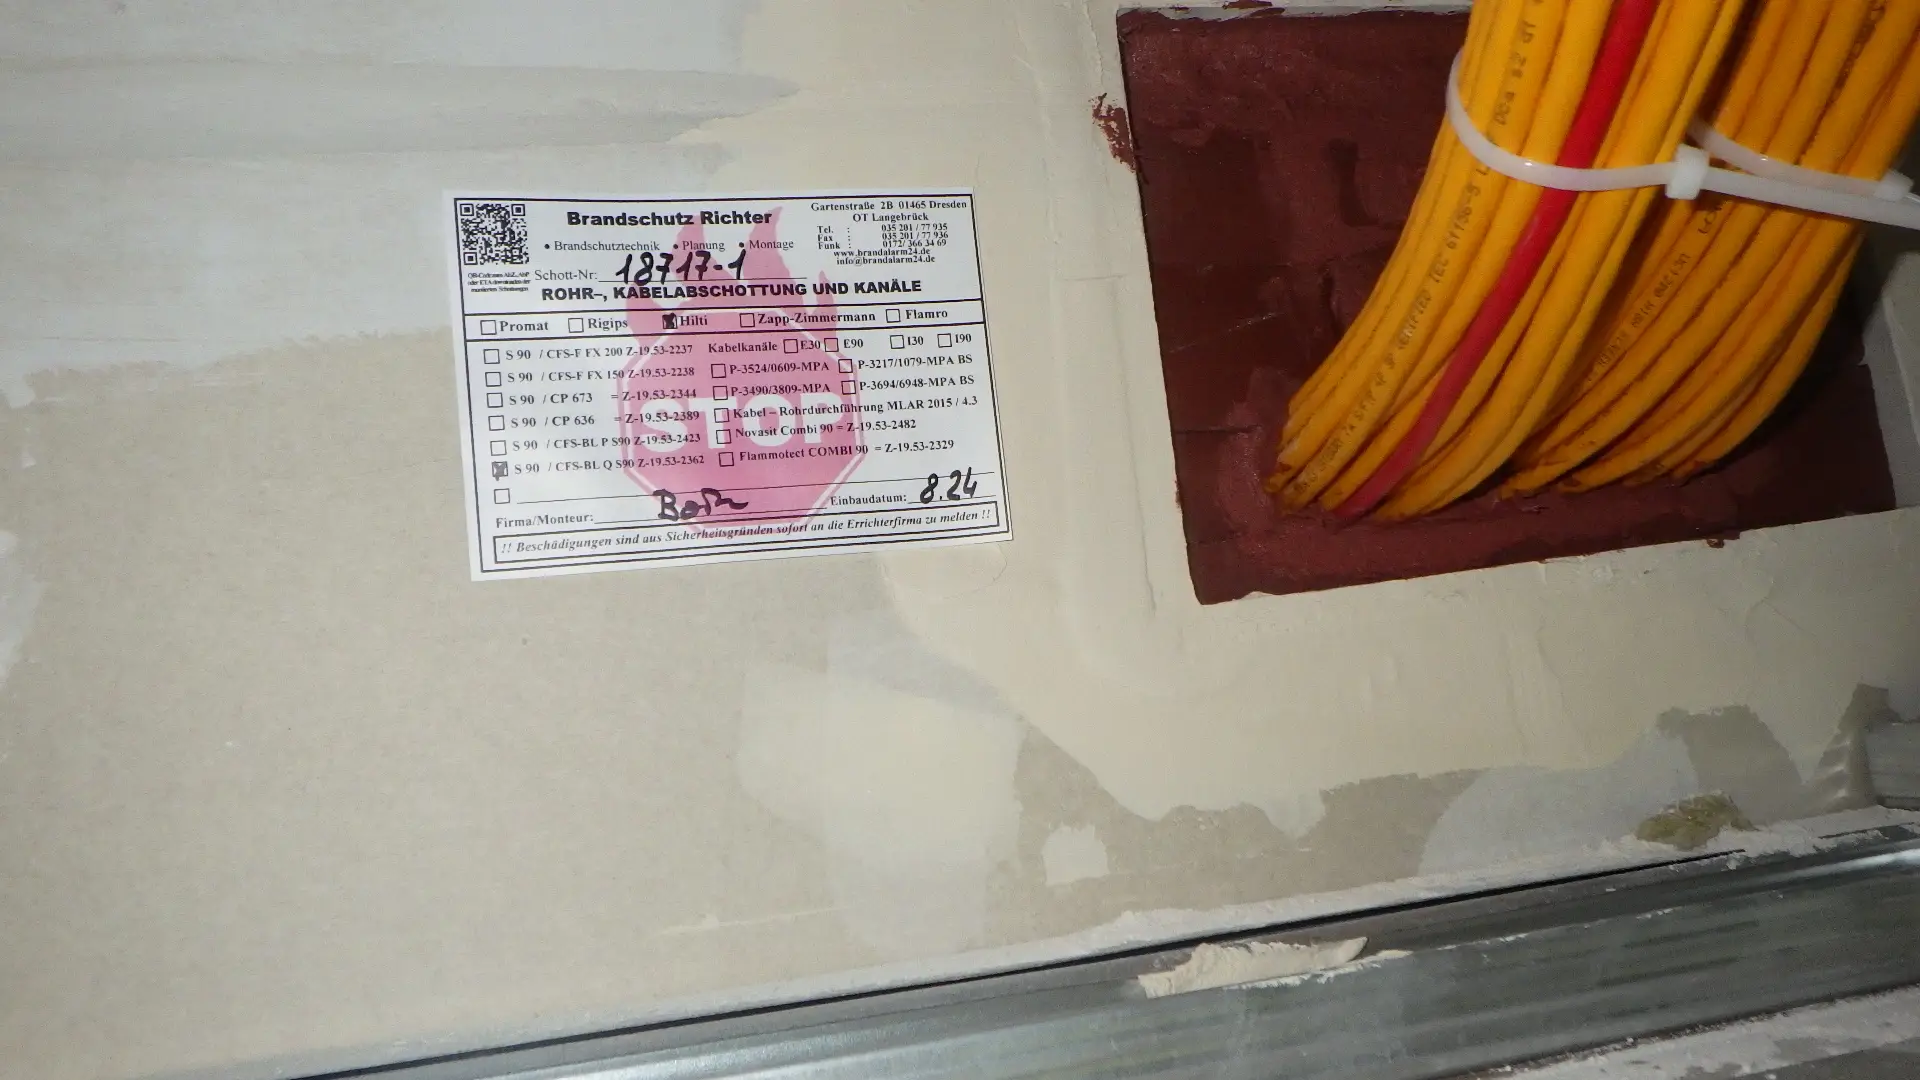 Brandschutz Richter
• Brandschutztechnik • Planung • Montage
Gartenstraße 2B 01465 Dresden
OT Langebrück
Tel. : 035 201 / 77 935
Fax : 035 201 / 77 936
Funk : 0172/ 366 34 69
www.brandalarm24.de
info@brandalarm24.de
Schott-Nr: 18717-1
ROHR–, KABELABSCHOTTUNG UND KANÄLE
Promat Rigips Hilti Zapp-Zimmermann Flamro
S 90 / CFS-F FX 200 Z-19.53-2237 Kabelkanäle E30 E90 I30 I90
S 90 / CFS-F FX 150 Z-19.53-2238 P-3524/0609-MPA P-3217/1079-MPA BS
S 90 / CP 673 = Z-19.53-2344 P-3490/3809-MPA P-3694/6948-MPA BS
S 90 / CP 636 = Z-19.53-2389 Kabel – Rohrdurchführung MLAR 2015 / 4.3
S 90 / CFS-BL P S90 Z-19.53-2423 Novasit Combi 90 = Z-19.53-2482
S 90 / CFS-BL Q S90 Z-19.53-2362 Flammotect COMBI 90 = Z-19.53-2329
STOP
Firma/Monteur: Einbaudatum: 8.24
!! Beschädigungen sind aus Sicherheitsgründen sofort an die Errichterfirma zu melden !!